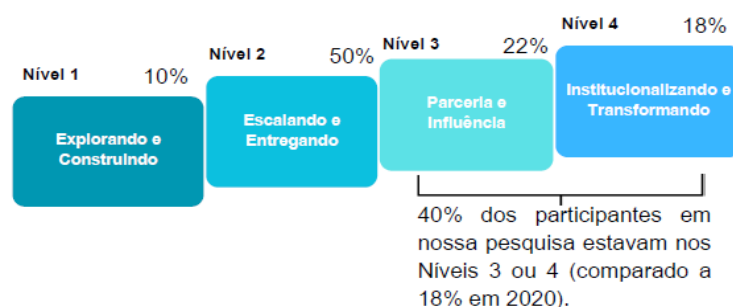 Nível 1
10%
Nível 2
50%
Nível 3
22%
Nível 4
18%
Explorando e
Construindo
Escalando e
Entregando
Parceria e
Influência
Institucionalizando e
Transformando
40% dos participantes em
nossa pesquisa estavam nos
Níveis 3 ou 4 (comparado a
18% em 2020).